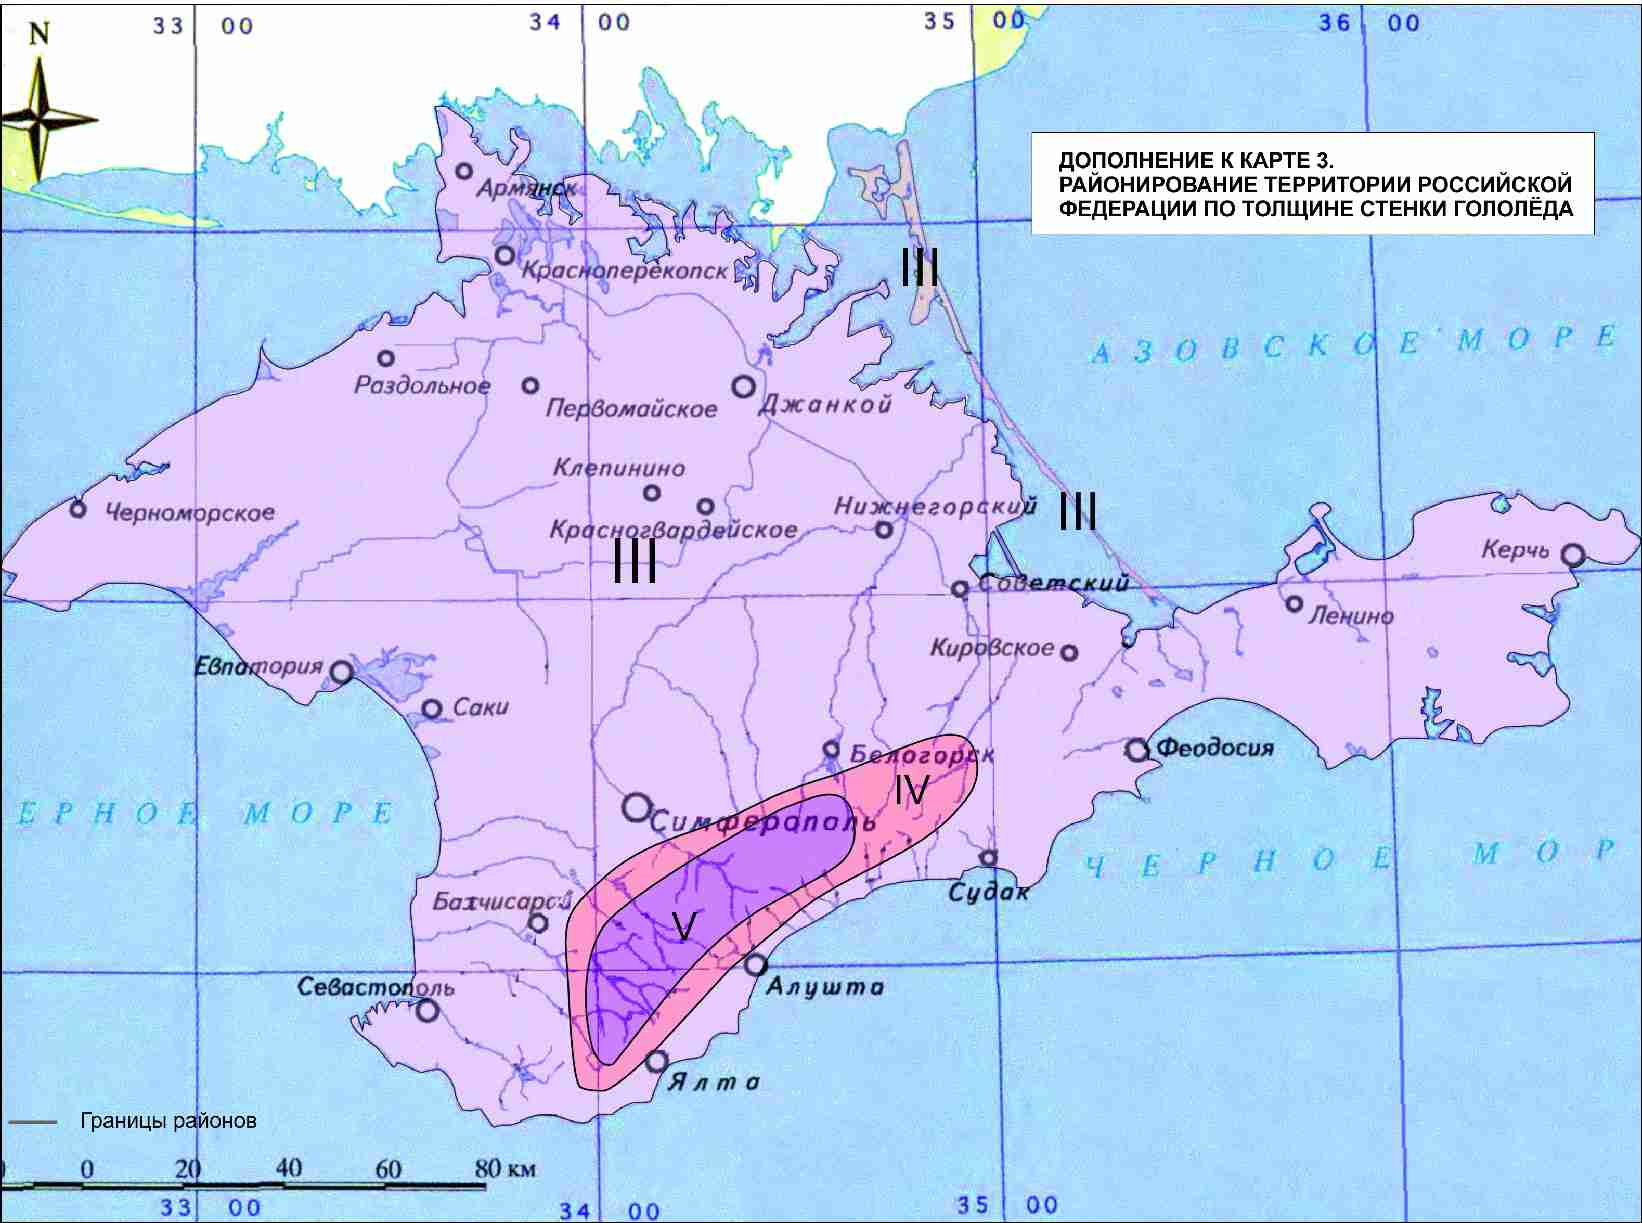 33 00
34 00
35 00
36 00
N
ДОПОЛНЕНИЕ К КАРТЕ 3.
РАЙОНИРОВАНИЕ ТЕРРИТОРИИ РОССИЙСКОЙ
ФЕДЕРАЦИИ ПО ТОЛЩИНЕ СТЕНКИ ГОЛОЛЁДА
Армянск
Красноперекопск
III
АЗОВСКОЕ МОРЕ
Раздольное
Первомайское
Джанкой
Клепинино
Черноморское
Нижнегорский
III
Красногвардейское
III
Керчь
Советский
Ленино
Евпатория
Кировское
Саки
Белогорск
Феодосия
IV
ЕРНОЕ МОРЕ
Симферополь
ЧЕРНОЕ МОР
Бахчисарай
Судак
V
Севастополь
Алушта
Ялта
Границы районов
0 20 40 60 80 км
33 00
34 00
35 00